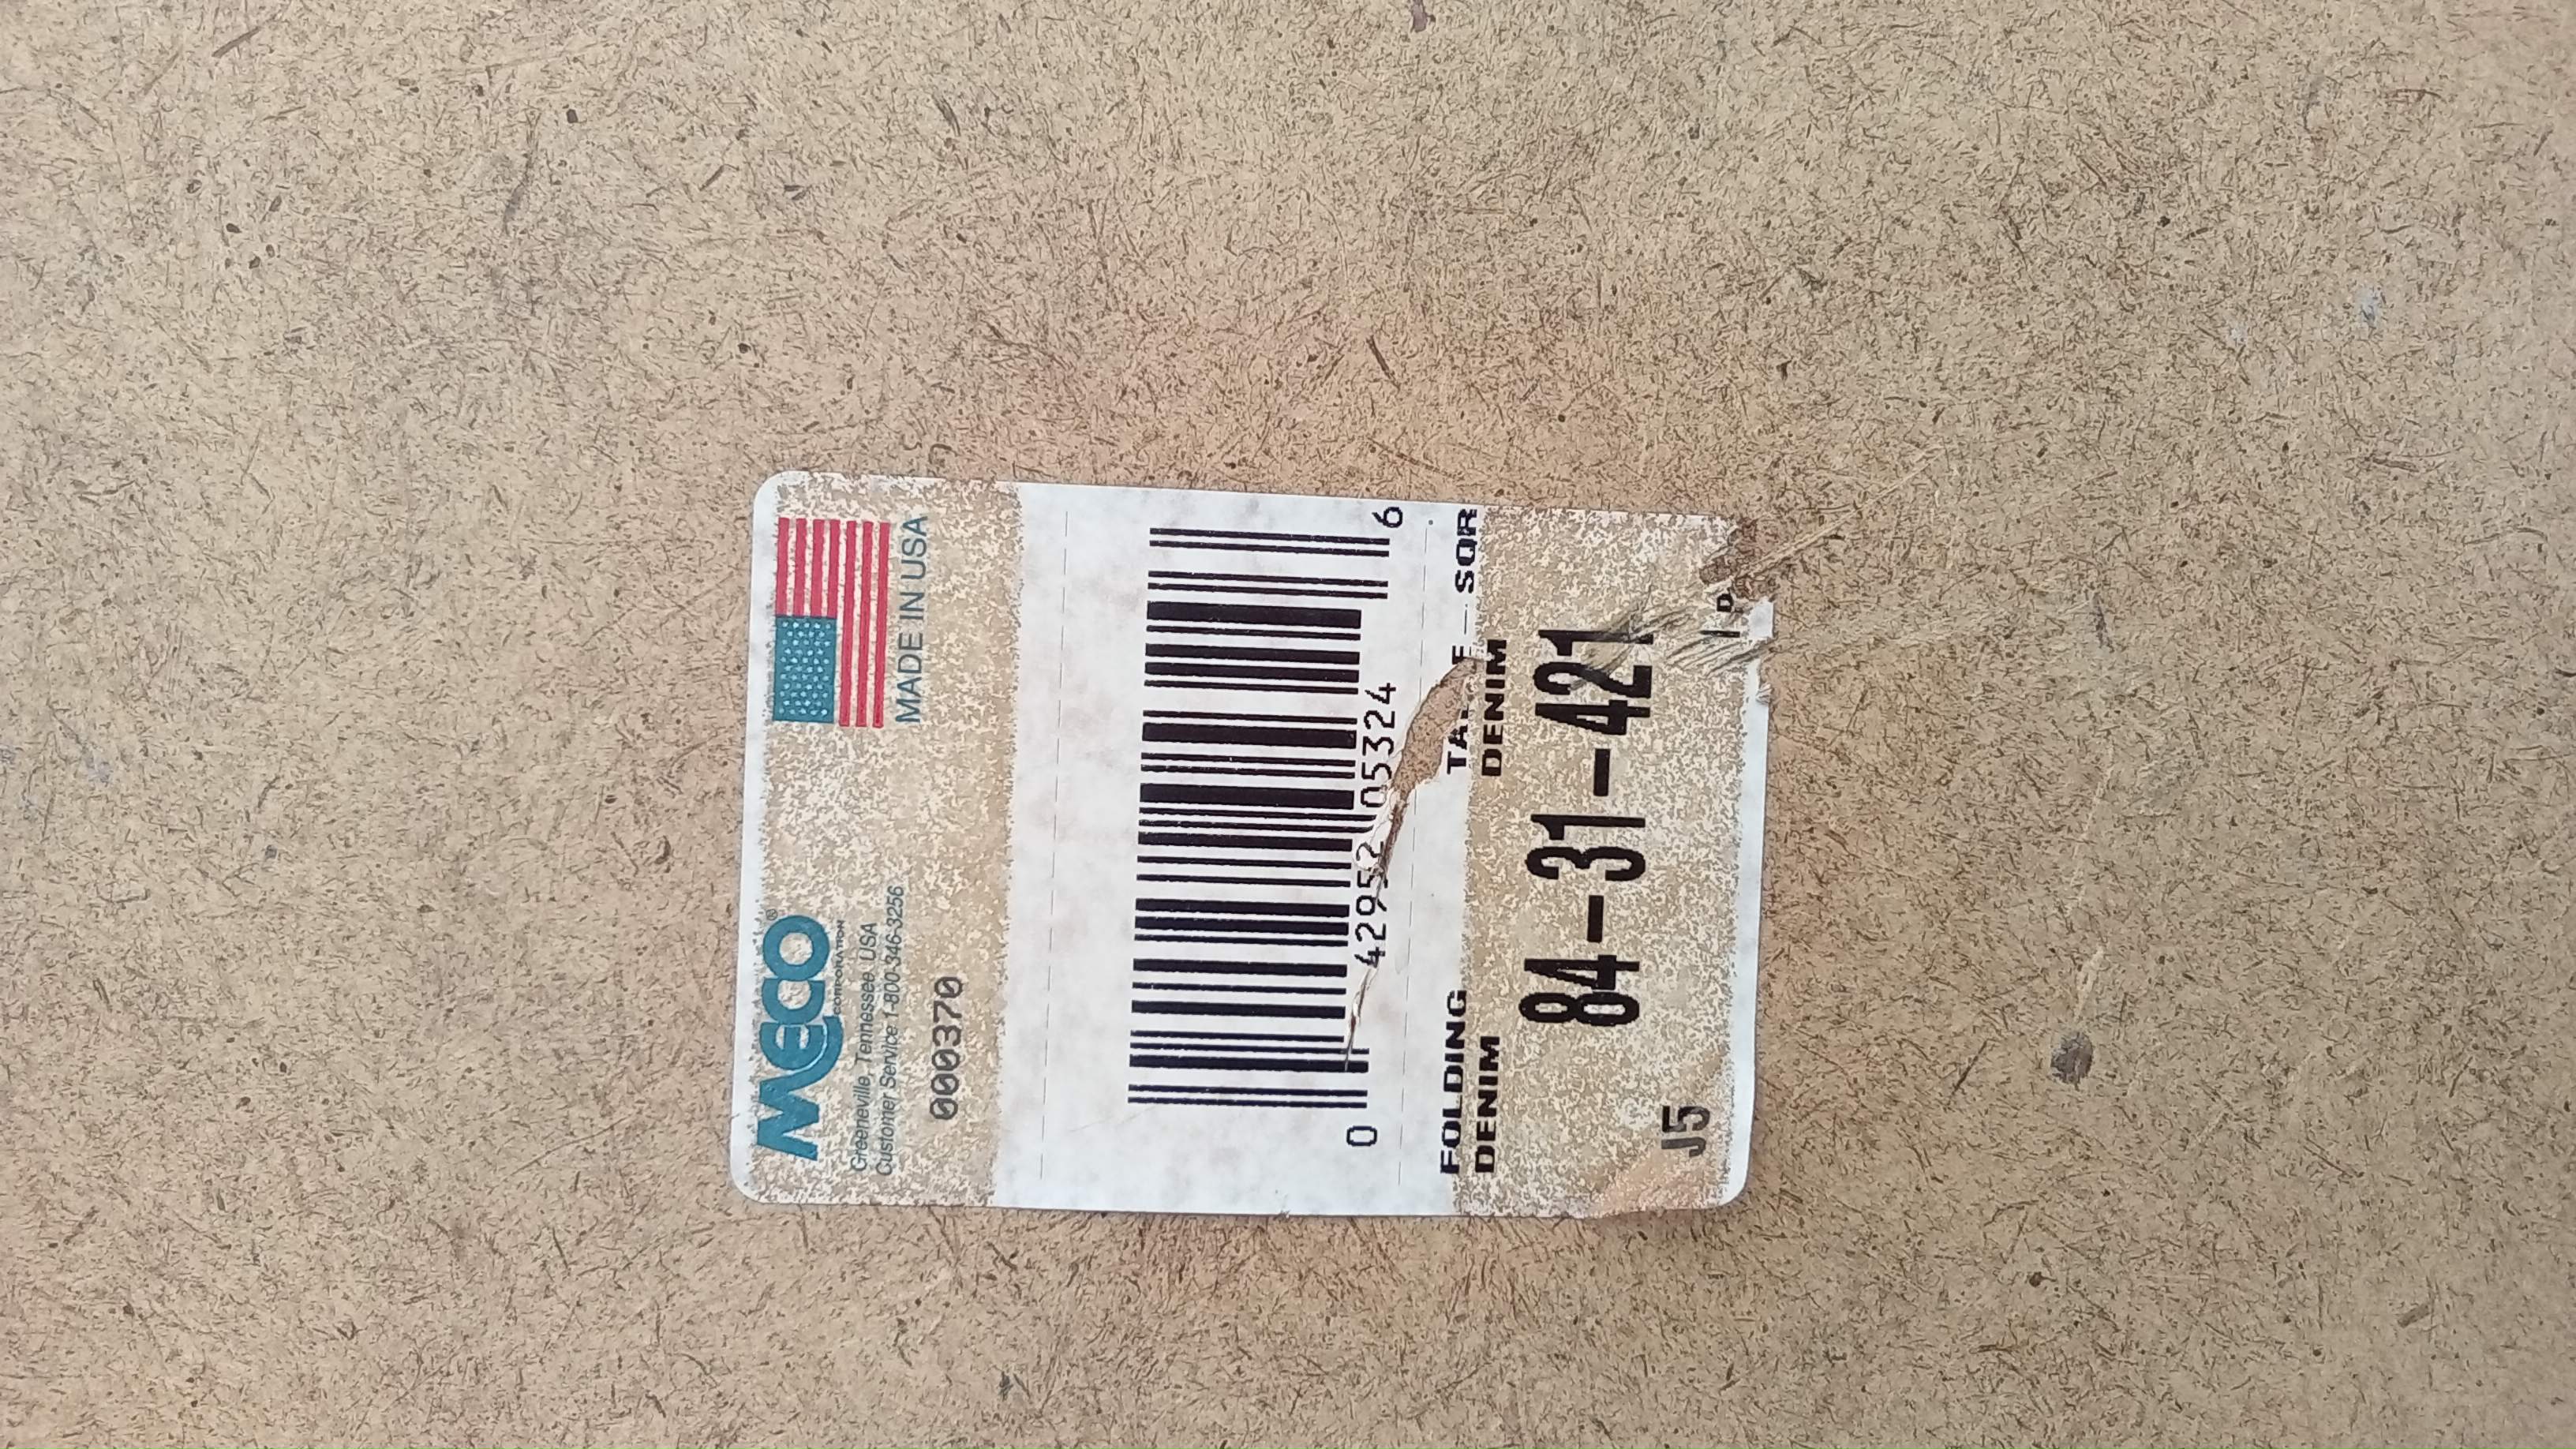 MECO®
CORPORATION
MADE IN USA
Greeneville, Tennessee USA
Customer Service 1-800-346-3256
000370
0 42952 05324 6
FOLDING SQR
DENIM DENIM
84-31-421
J5